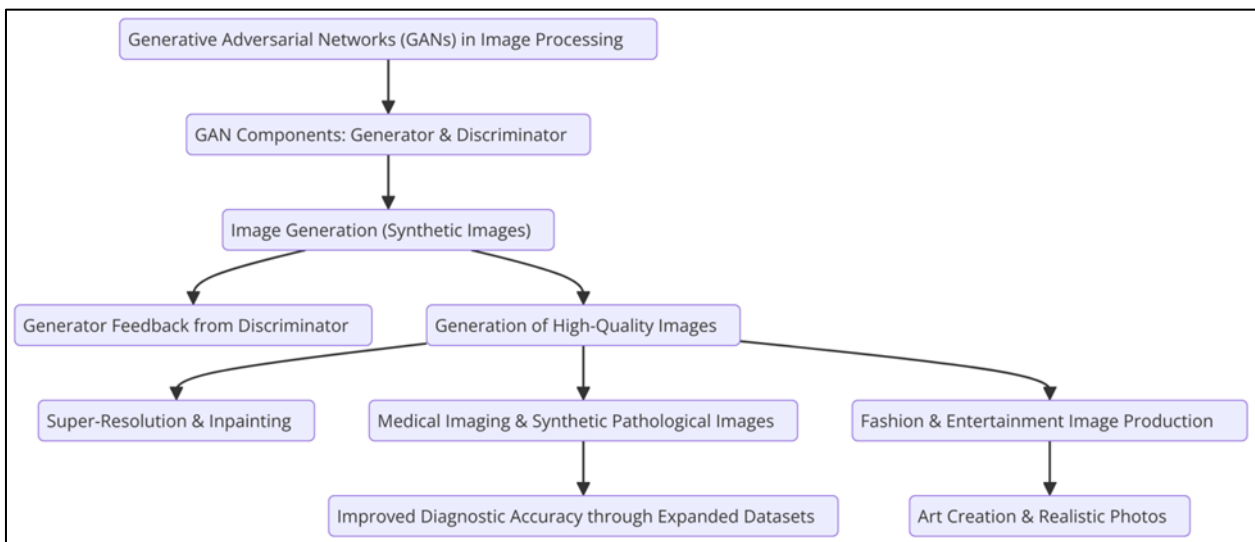 Generative Adversarial Networks (GANs) in Image Processing
GAN Components: Generator & Discriminator
Image Generation (Synthetic Images)
Generator Feedback from Discriminator
Generation of High-Quality Images
Super-Resolution & Inpainting
Medical Imaging & Synthetic Pathological Images
Fashion & Entertainment Image Production
Improved Diagnostic Accuracy through Expanded Datasets
Art Creation & Realistic Photos